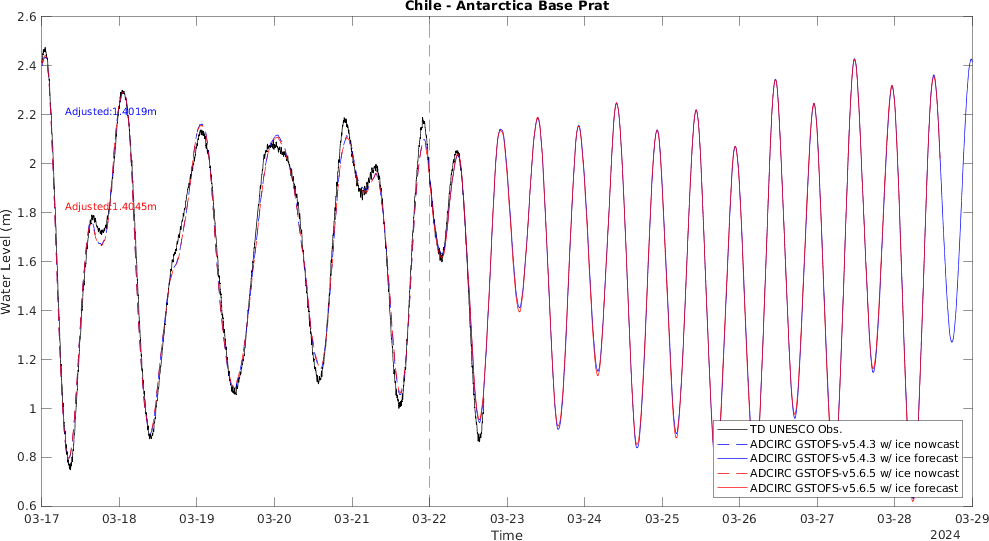 Chile - Antarctica Base Prat
2.6
2.4
2.2
2
1.8
1.6
1.4
1.2
1
0.8
0.6
Water Level (m)
Adjusted:1.4019m
Adjusted:1.4045m
TD UNESCO Obs.
ADCIRC GSTOFS-v5.4.3 w/ ice nowcast
ADCIRC GSTOFS-v5.4.3 w/ ice forecast
ADCIRC GSTOFS-v5.6.5 w/ ice nowcast
ADCIRC GSTOFS-v5.6.5 w/ ice forecast
03-17 03-18 03-19 03-20 03-21 03-22 03-23 03-24 03-25 03-26 03-27 03-28 03-29
Time
2024